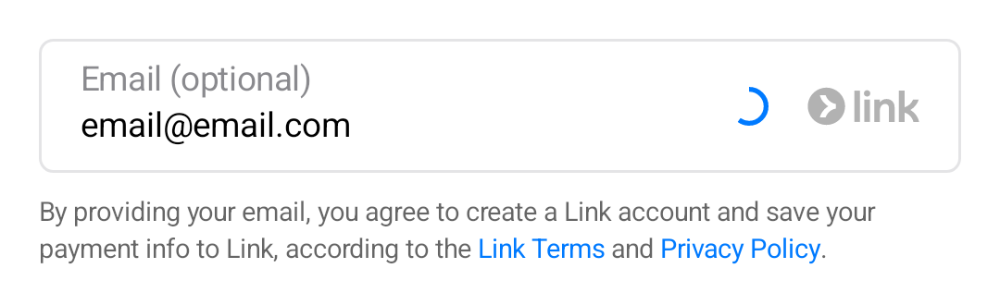 Email (optional)
email@email.com
link
By providing your email, you agree to create a Link account and save your
payment info to Link, according to the Link Terms and Privacy Policy.